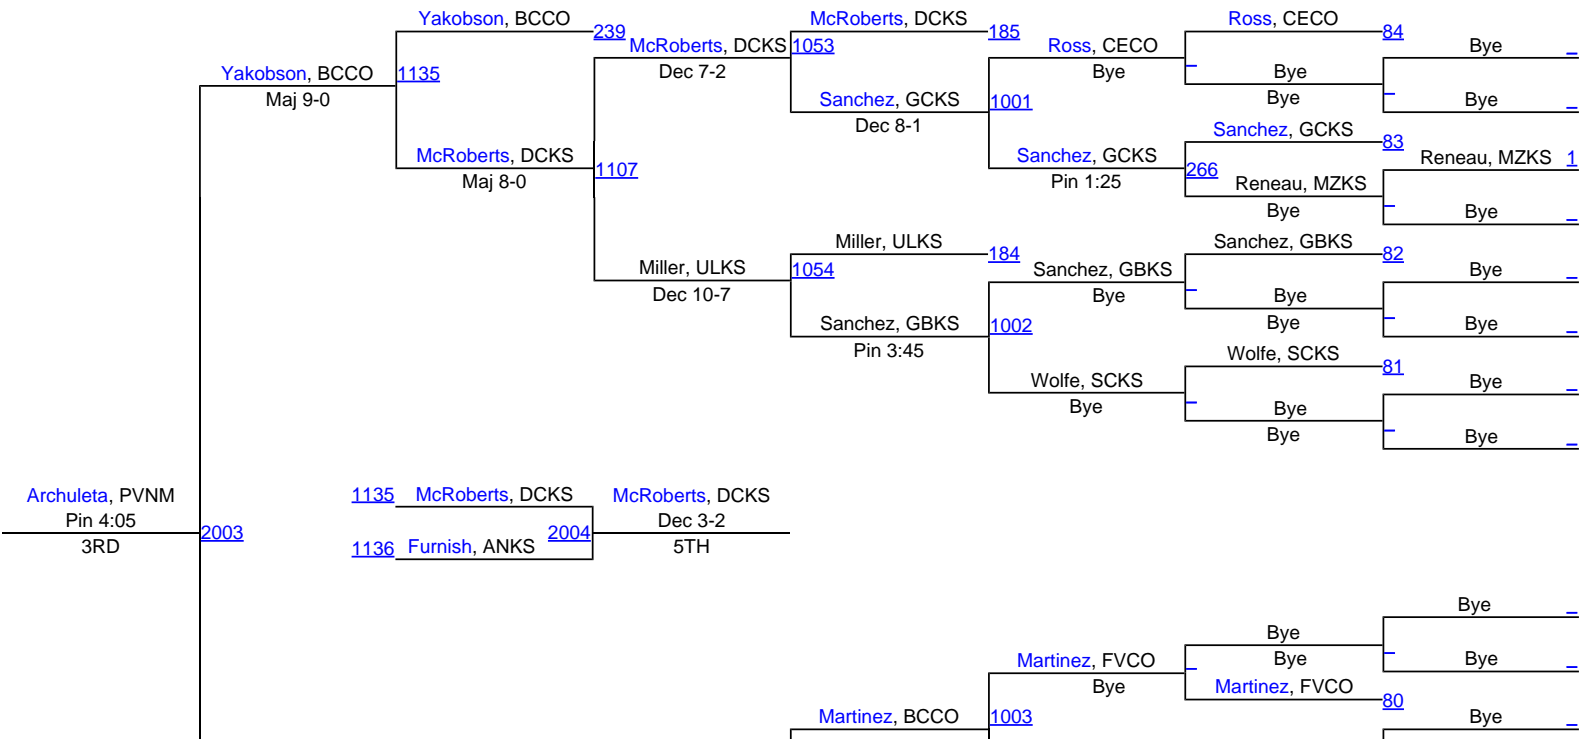 Yakobson, BCCO
239
McRoberts, DCKS
185
Ross, CECO
84
Bye
_
McRoberts, DCKS
1053
Dec 7-2
Ross, CECO
Bye
_
Bye
Bye
_
Bye
_
Yakobson, BCCO
1135
Maj 9-0
Sanchez, GCKS
1001
Dec 8-1
Sanchez, GCKS
83
Reneau, MZKS
1
McRoberts, DCKS
1107
Maj 8-0
Sanchez, GCKS
266
Pin 1:25
Reneau, MZKS
Bye
_
Bye
_
Miller, ULKS
184
Sanchez, GBKS
82
Bye
_
Miller, ULKS
1054
Dec 10-7
Sanchez, GBKS
Bye
_
Bye
Bye
_
Bye
_
Sanchez, GBKS
1002
Pin 3:45
Wolfe, SCKS
81
Bye
_
Wolfe, SCKS
Bye
_
Bye
Bye
_
Bye
_
Archuleta, PVNM
Pin 4:05
3RD
2003
1135
McRoberts, DCKS
McRoberts, DCKS
Dec 3-2
5TH
2004
1136
Furnish, ANKS
Bye
_
Bye
Bye
_
Bye
_
Martinez, FVCO
Bye
_
Martinez, FVCO
80
Martinez, BCCO
1003
Bye
_